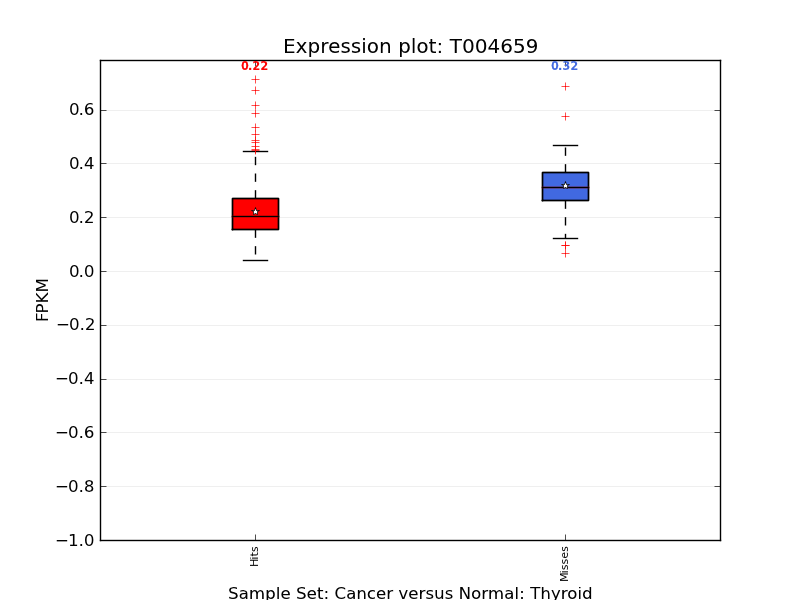 Expression plot: T004659
0.22
0.32
0.6
0.4
0.2
0.0
−0.2
−0.4
−0.6
−0.8
−1.0
FPKM
Hits
Misses
Sample Set: Cancer versus Normal: Thyroid